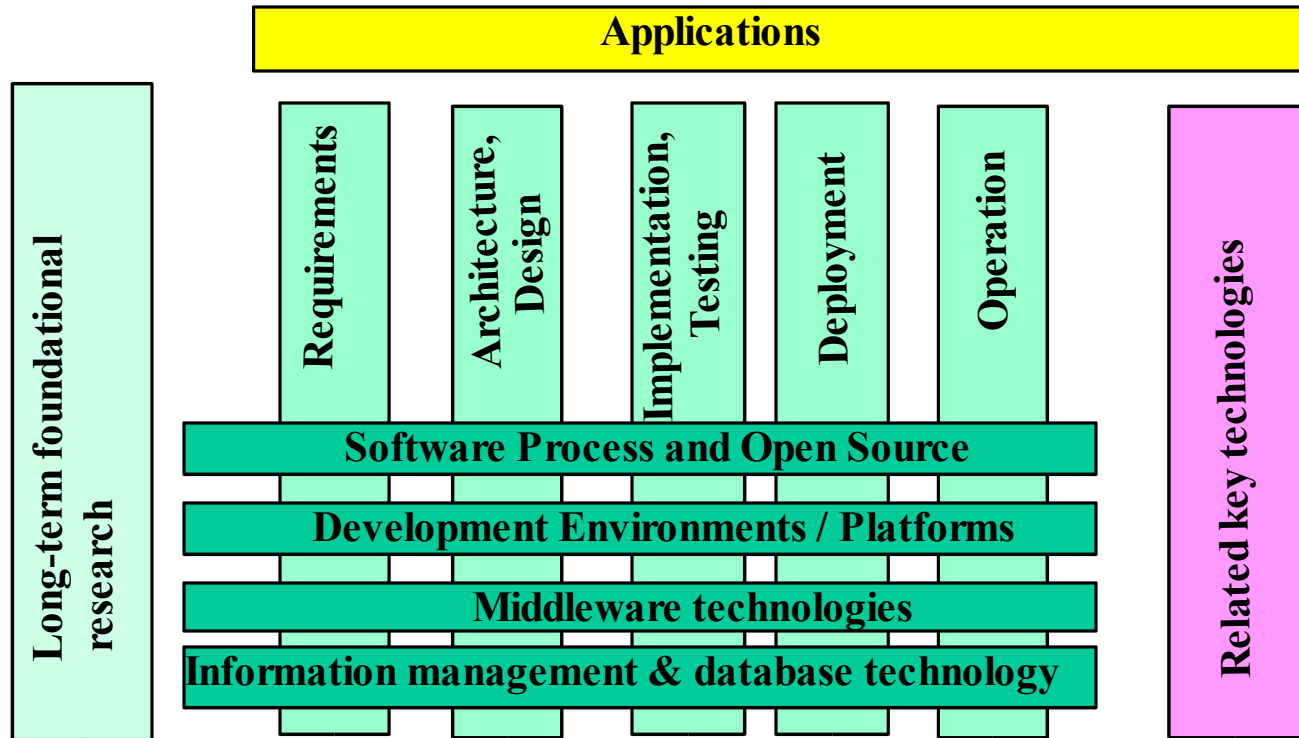 Applications
Long-term foundational
research
Requirements
Architecture,
Design
Implementation,
Testing
Deployment
Operation
Related key technologies
Software Process and Open Source
Development Environments / Platforms
Middleware technologies
Information management & database technology